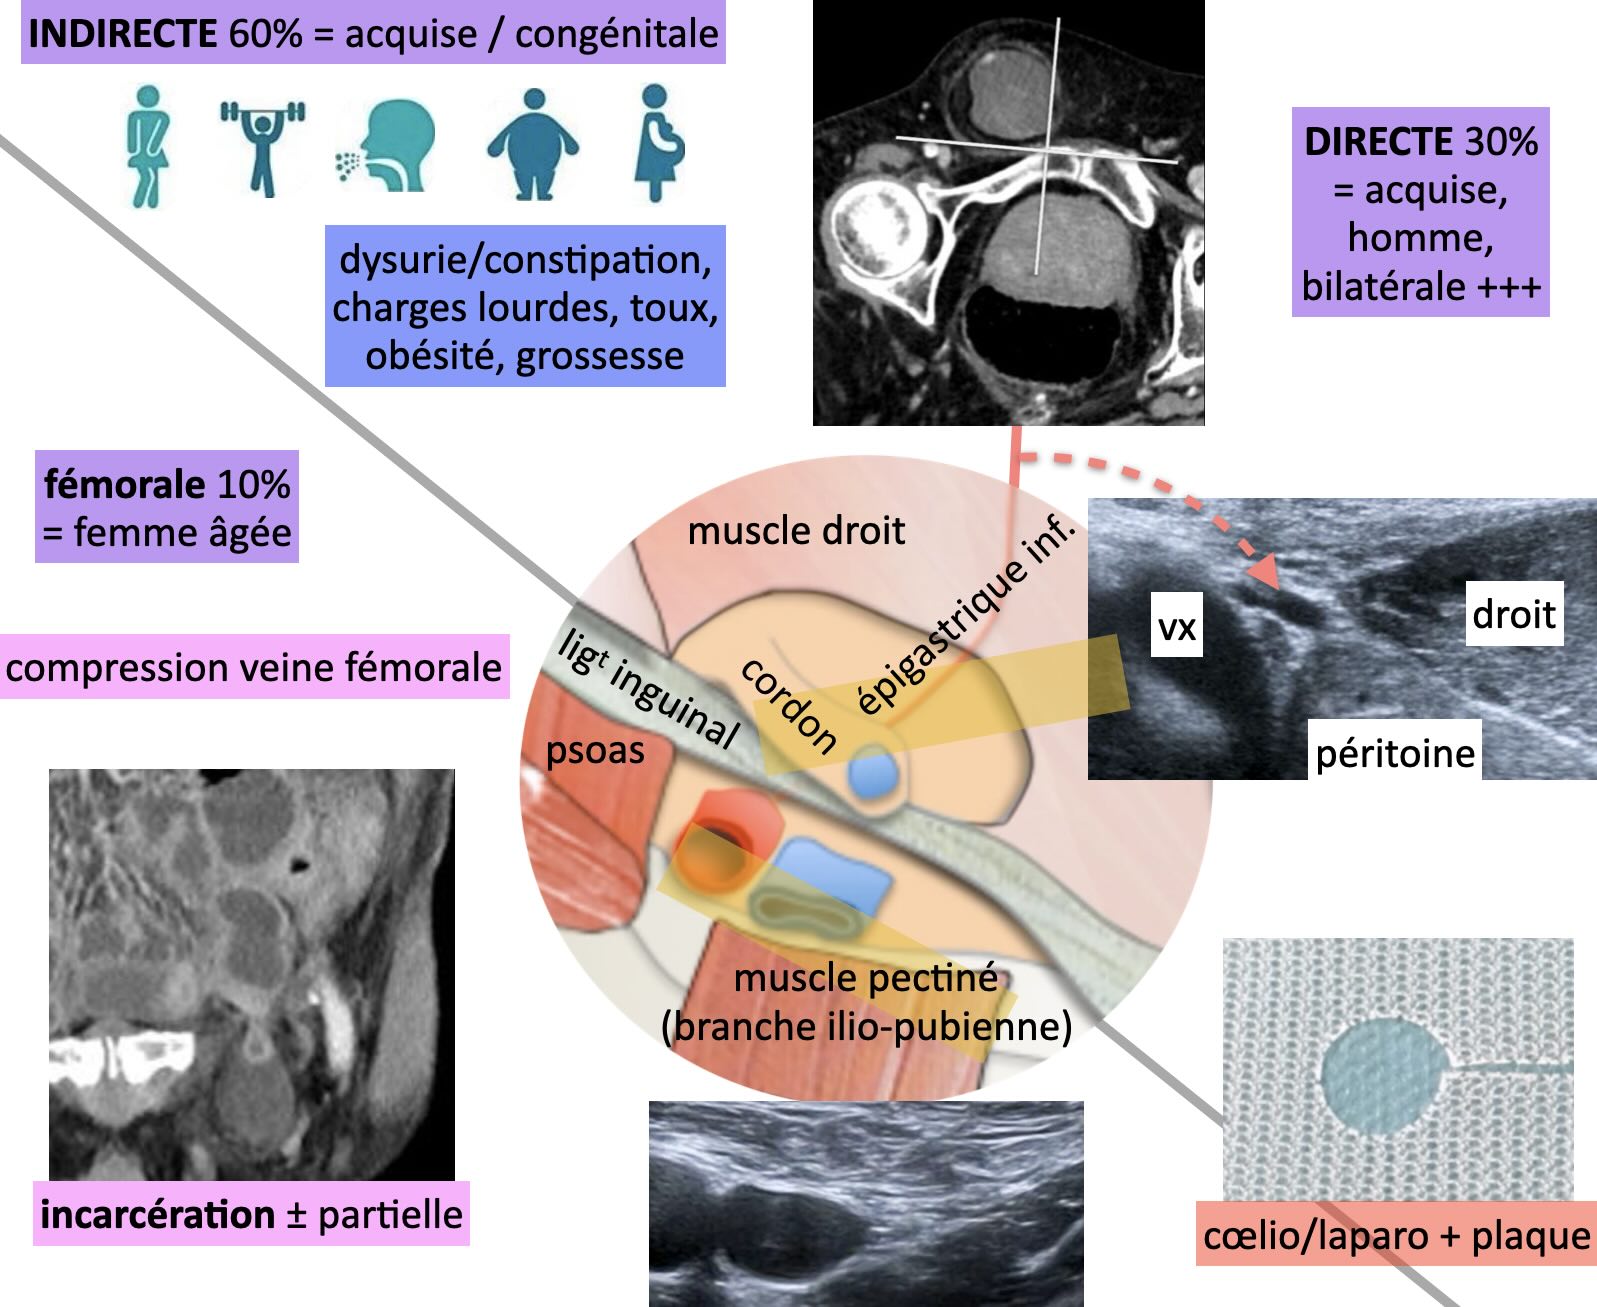 INDIRECTE 60% = acquise / congénitale
dysurie/constipation,
charges lourdes, toux,
obésité, grossesse
DIRECTE 30%
= acquise,
homme,
bilatérale +++
fémorale 10%
= femme âgée
compression veine fémorale
incarcération ± partielle
muscle droit
épigastrique inf.
cordon
ligᵗ inguinal
psoas
muscle pectiné
(branche ilio-pubienne)
vx
droit
péritoine
cœlio/laparo + plaque